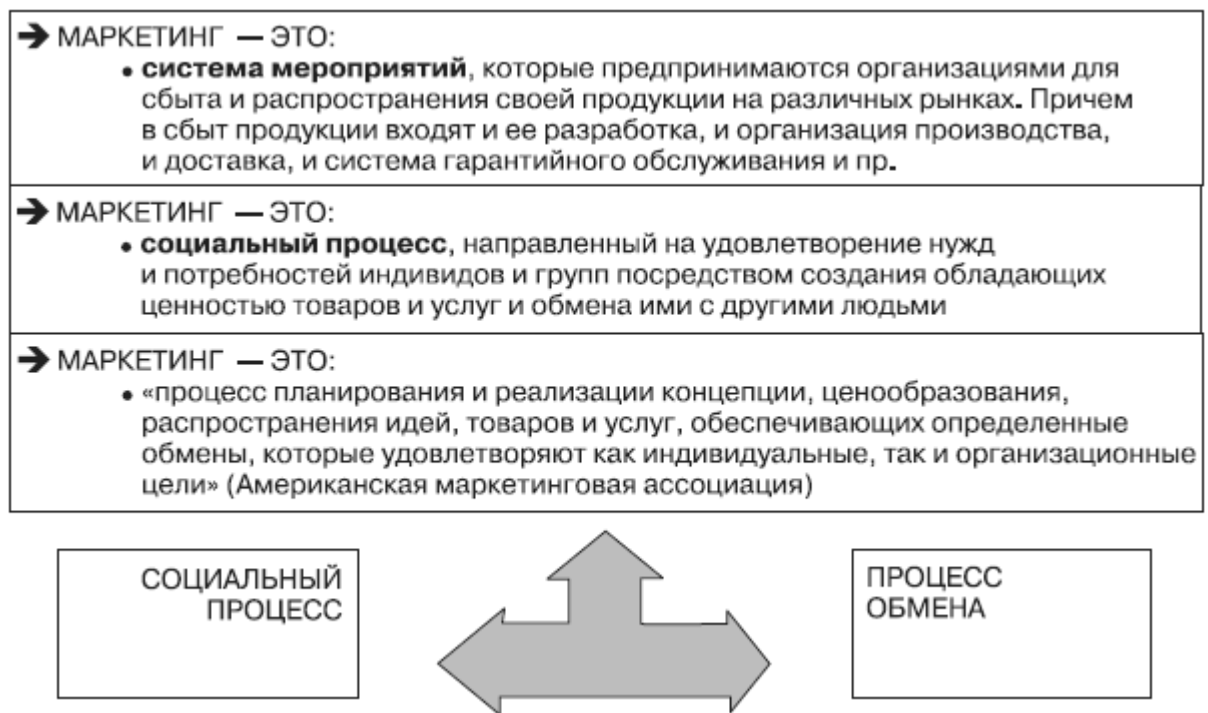 ➔ МАРКЕТИНГ — ЭТО:
• система мероприятий, которые предпринимаются организациями для
сбыта и распространения своей продукции на различных рынках. Причем
в сбыт продукции входят и ее разработка, и организация производства,
и доставка, и система гарантийного обслуживания и пр.
➔ МАРКЕТИНГ — ЭТО:
• социальный процесс, направленный на удовлетворение нужд
и потребностей индивидов и групп посредством создания обладающих
ценностью товаров и услуг и обмена ими с другими людьми
➔ МАРКЕТИНГ — ЭТО:
• «процесс планирования и реализации концепции, ценообразования,
распространения идей, товаров и услуг, обеспечивающих определенные
обмены, которые удовлетворяют как индивидуальные, так и организационные
цели» (Американская маркетинговая ассоциация)
СОЦИАЛЬНЫЙ
ПРОЦЕСС
ПРОЦЕСС
ОБМЕНА